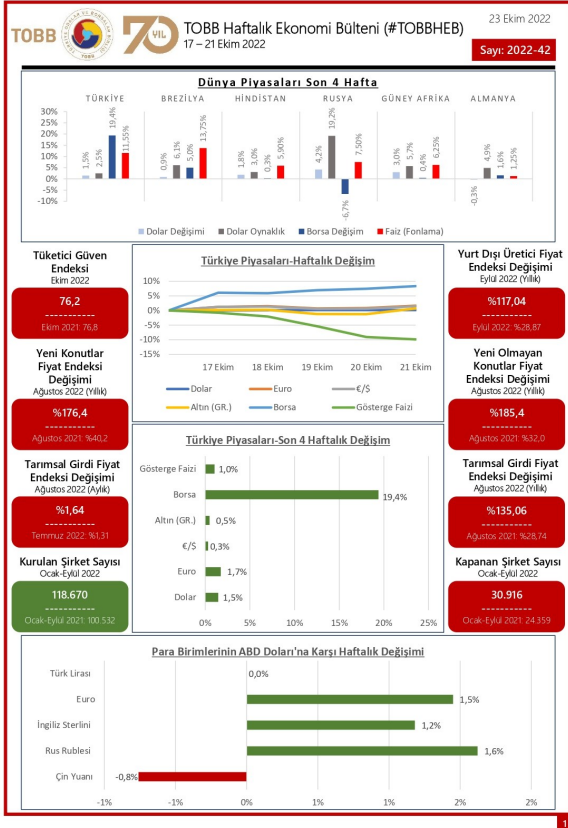 TOBB
TOBB
70 YIL
TOBB Haftalık Ekonomi Bülteni (#TOBBHEB)
17 – 21 Ekim 2022
23 Ekim 2022
Sayı: 2022-42
Dünya Piyasaları Son 4 Hafta
TÜRKİYE BREZİLYA HİNDİSTAN RUSYA GÜNEY AFRİKA ALMANYA
30%
25%
20%
15%
10%
5%
0%
-5%
-10%
1,5% 2,5% 19,4% 11,55%
0,9% 6,1% 5,0% 13,75%
1,8% 3,0% 0,3% 5,90%
4,2% 19,2% -6,7% 7,50%
3,0% 5,7% 0,4% 6,25%
-0,3% 4,9% 1,6% 1,25%
Dolar Değişimi Dolar Oynaklık Borsa Değişim Faiz (Fonlama)
Tüketici Güven
Endeksi
Ekim 2022
76,2
-----------
Ekim 2021: 76,8
Yeni Konutlar
Fiyat Endeksi
Değişimi
Ağustos 2022 (Yıllık)
%176,4
-----------
Ağustos 2021: %40,2
Tarımsal Girdi Fiyat
Endeksi Değişimi
Ağustos 2022 (Aylık)
%1,64
-----------
Temmuz 2022: %1,31
Kurulan Şirket Sayısı
Ocak-Eylül 2022
118.670
-----------
Ocak-Eylül 2021: 100.532
Türkiye Piyasaları-Haftalık Değişim
10%
5%
0%
-5%
-10%
-15%
17 Ekim 18 Ekim 19 Ekim 20 Ekim 21 Ekim
Dolar Euro €/$
Altın (GR.) Borsa Gösterge Faizi
Türkiye Piyasaları-Son 4 Haftalık Değişim
Gösterge Faizi 1,0%
Borsa 19,4%
Altın (GR.) 0,5%
€/$ 0,3%
Euro 1,7%
Dolar 1,5%
0% 5% 10% 15% 20% 25%
Yurt Dışı Üretici Fiyat
Endeksi Değişimi
Eylül 2022 (Yıllık)
%117,04
-----------
Eylül 2022: %28,87
Yeni Olmayan
Konutlar Fiyat
Endeksi Değişimi
Ağustos 2022 (Yıllık)
%185,4
-----------
Ağustos 2021: %32,0
Tarımsal Girdi Fiyat
Endeksi Değişimi
Ağustos 2022 (Yıllık)
%135,06
-----------
Ağustos 2021: %28,74
Kapanan Şirket Sayısı
Ocak-Eylül 2022
30.916
-----------
Ocak-Eylül 2021: 24.359
Para Birimlerinin ABD Doları'na Karşı Haftalık Değişimi
Türk Lirası 0,0%
Euro 1,5%
İngiliz Sterlini 1,2%
Rus Rublesi 1,6%
Çin Yuanı -0,8%
-1% -1% 0% 1% 1% 2% 2%
1